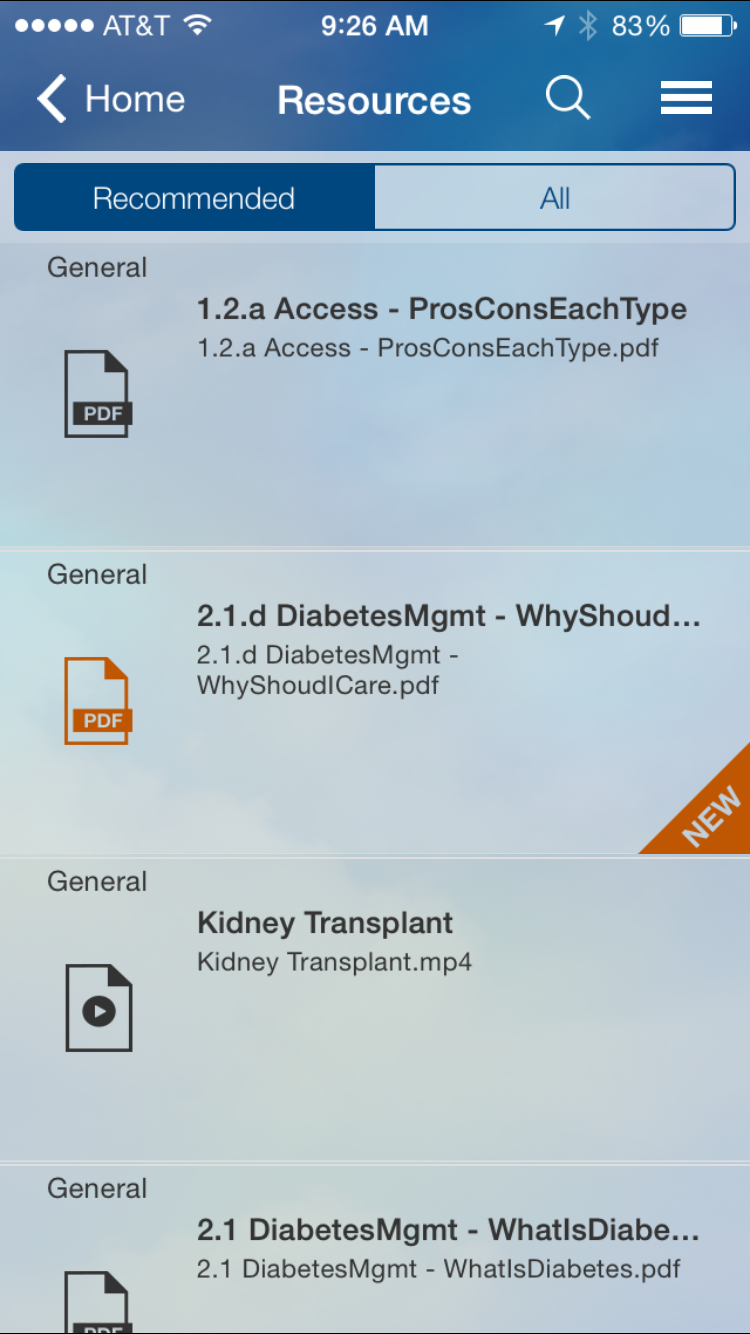 AT&T 9:26 AM 83%
Home Resources
Recommended All
General
1.2.a Access - ProsConsEachType
1.2.a Access - ProsConsEachType.pdf
PDF
General
2.1.d DiabetesMgmt - WhyShoud...
2.1.d DiabetesMgmt -
WhyShoudICare.pdf
PDF
NEW
General
Kidney Transplant
Kidney Transplant.mp4
General
2.1 DiabetesMgmt - WhatIsDiabe...
2.1 DiabetesMgmt - WhatIsDiabetes.pdf
PDF